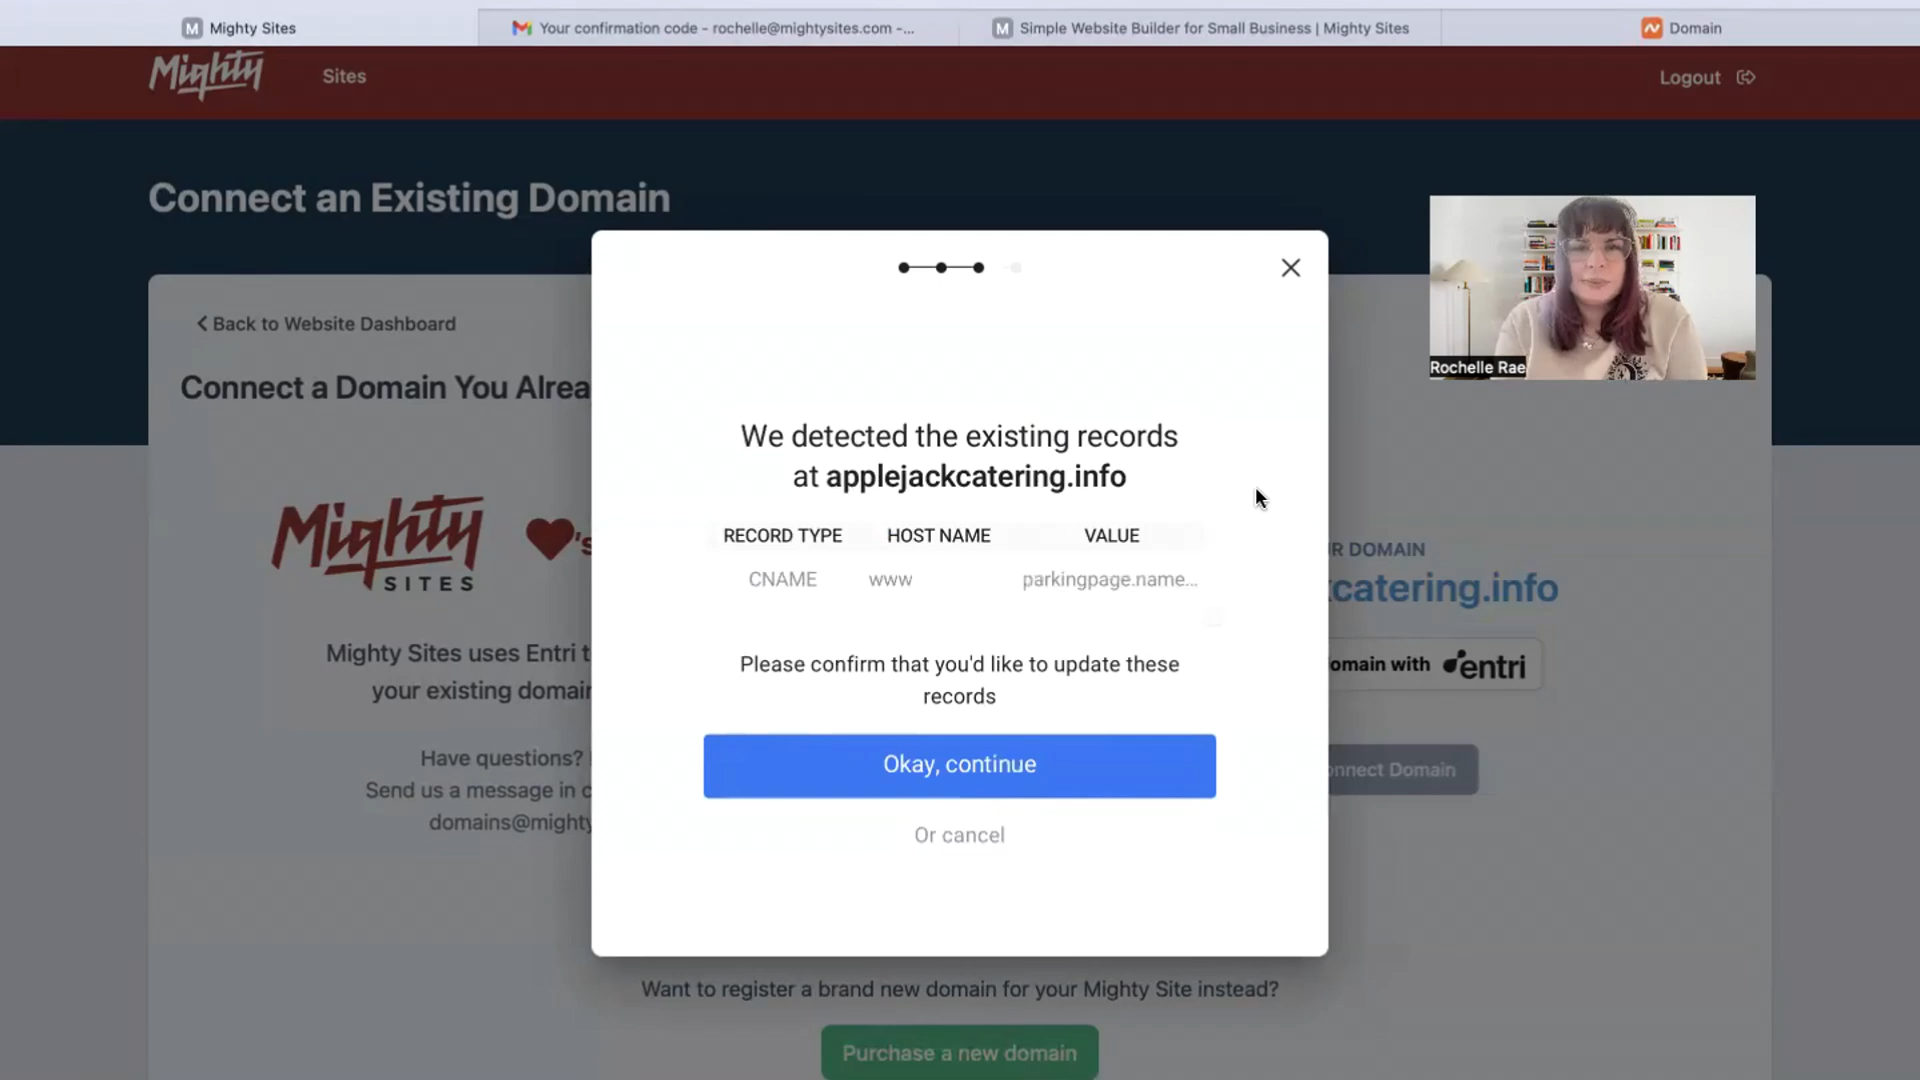 Mighty Sites
Your confirmation code - rochelle@mightysites.com -...
Simple Website Builder for Small Business | Mighty Sites
Domain
Mighty
Sites
Logout
Connect an Existing Domain
Rochelle Rae
Back to Website Dashboard
Connect a Domain You Alrea
Mighty
SITES
's
Mighty Sites uses Entri t
your existing domain
Have questions?
Send us a message in c
domains@mighty
We detected the existing records
at applejackcatering.info
RECORD TYPE HOST NAME VALUE
CNAME www parkingpage.name...
Please confirm that you'd like to update these
records
Okay, continue
Or cancel
R DOMAIN
catering.info
omain with entri
nnect Domain
Want to register a brand new domain for your Mighty Site instead?
Purchase a new domain